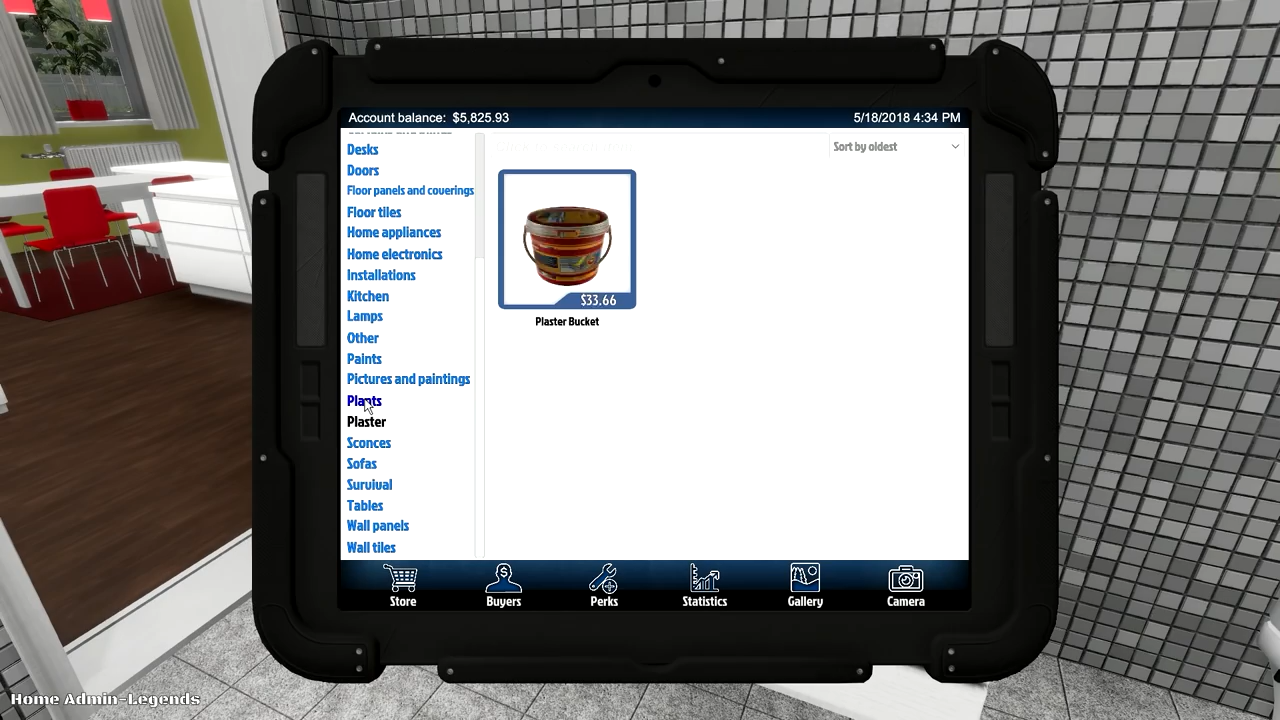 Account balance: $5,825.93
5/18/2018 4:34 PM
Desks
Doors
Floor panels and coverings
Floor tiles
Home appliances
Home electronics
Installations
Kitchen
Lamps
Other
Paints
Pictures and paintings
Plants
Plaster
Sconces
Sofas
Survival
Tables
Wall panels
Wall tiles
Sort by oldest
$33.66
Plaster Bucket
Store
Buyers
Perks
Statistics
Gallery
Camera
Home Admin-Legends